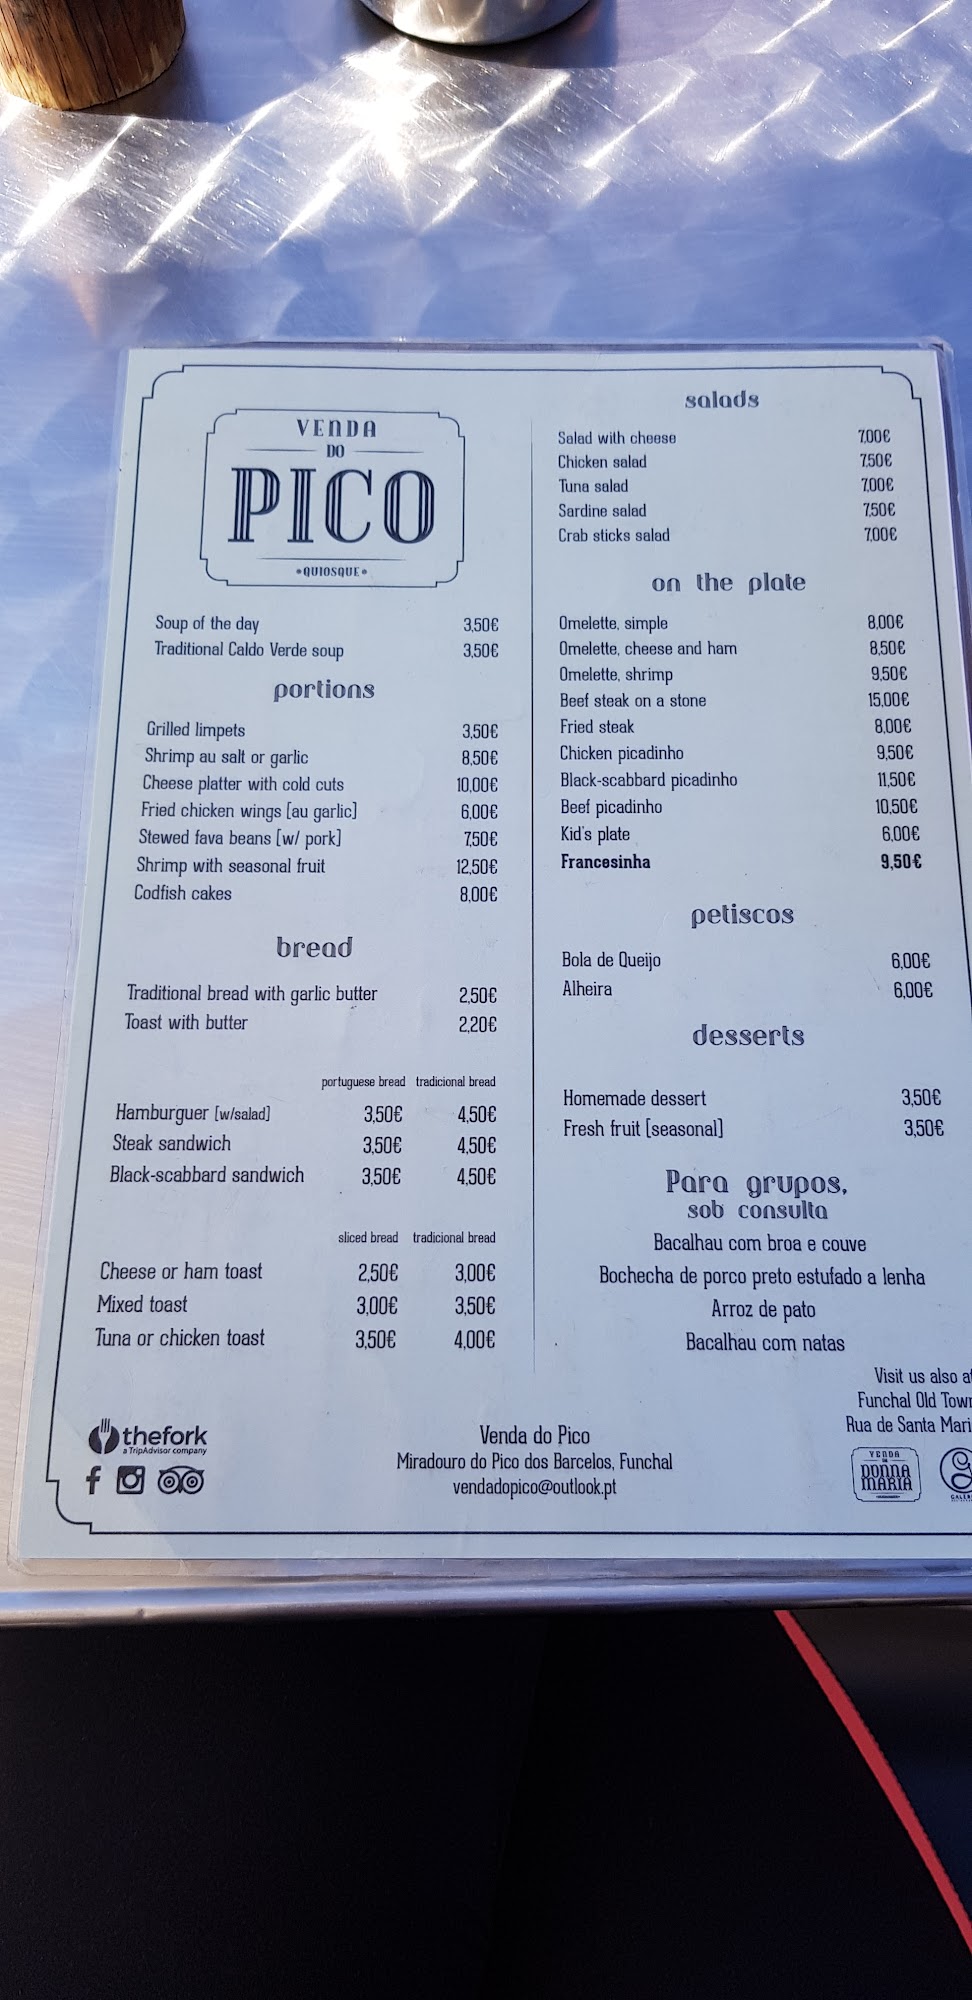 VENDA
DO
PICO
•QUIOSQUE•
Soup of the day 3,50€
Traditional Caldo Verde soup 3,50€
portions
Grilled limpets 3,50€
Shrimp au salt or garlic 8,50€
Cheese platter with cold cuts 10,00€
Fried chicken wings [au garlic] 6,00€
Stewed fava beans [w/ pork] 7,50€
Shrimp with seasonal fruit 12,50€
Codfish cakes 8,00€
bread
Traditional bread with garlic butter 2,50€
Toast with butter 2,20€
portuguese bread tradicional bread
Hamburguer [w/salad] 3,50€ 4,50€
Steak sandwich 3,50€ 4,50€
Black-scabbard sandwich 3,50€ 4,50€
sliced bread tradicional bread
Cheese or ham toast 2,50€ 3,00€
Mixed toast 3,00€ 3,50€
Tuna or chicken toast 3,50€ 4,00€
salads
Salad with cheese 7,00€
Chicken salad 7,50€
Tuna salad 7,00€
Sardine salad 7,50€
Crab sticks salad 7,00€
on the plate
Omelette, simple 8,00€
Omelette, cheese and ham 8,50€
Omelette, shrimp 9,50€
Beef steak on a stone 15,00€
Fried steak 8,00€
Chicken picadinho 9,50€
Black-scabbard picadinho 11,50€
Beef picadinho 10,50€
Kid's plate 6,00€
Francesinha 9,50€
petiscos
Bola de Queijo 6,00€
Alheira 6,00€
desserts
Homemade dessert 3,50€
Fresh fruit [seasonal] 3,50€
Para grupos,
sob consulta
Bacalhau com broa e couve
Bochecha de porco preto estufado a lenha
Arroz de pato
Bacalhau com natas
thefork
a TripAdvisor company
Venda do Pico
Miradouro do Pico dos Barcelos, Funchal
vendadopico@outlook.pt
Visit us also at
Funchal Old Town
Rua de Santa Mari
VENDA
DONNA
MARIA